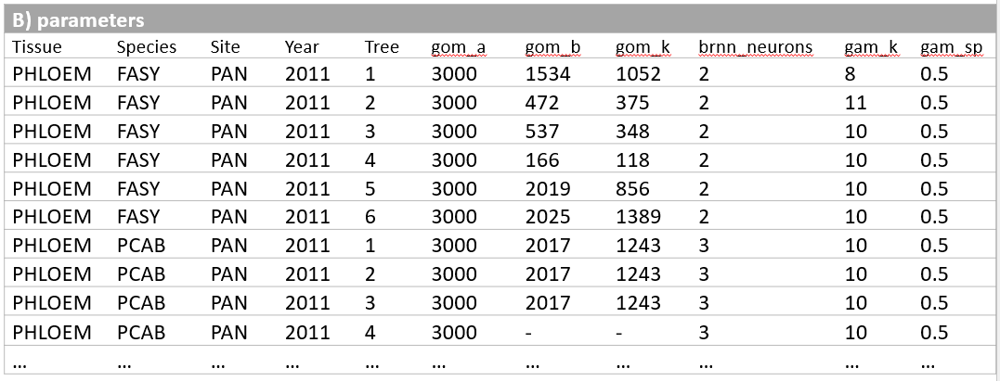 B) parameters
Tissue Species Site Year Tree gom_a gom_b gom_k brnn_neurons gam_k gam_sp
PHLOEM FASY PAN 2011 1 3000 1534 1052 2 8 0.5
PHLOEM FASY PAN 2011 2 3000 472 375 2 11 0.5
PHLOEM FASY PAN 2011 3 3000 537 348 2 10 0.5
PHLOEM FASY PAN 2011 4 3000 166 118 2 10 0.5
PHLOEM FASY PAN 2011 5 3000 2019 856 2 10 0.5
PHLOEM FASY PAN 2011 6 3000 2025 1389 2 10 0.5
PHLOEM PCAB PAN 2011 1 3000 2017 1243 3 10 0.5
PHLOEM PCAB PAN 2011 2 3000 2017 1243 3 10 0.5
PHLOEM PCAB PAN 2011 3 3000 2017 1243 3 10 0.5
PHLOEM PCAB PAN 2011 4 3000 - - 3 10 0.5
... ... ... ... ... ... ... ... ... ... ...